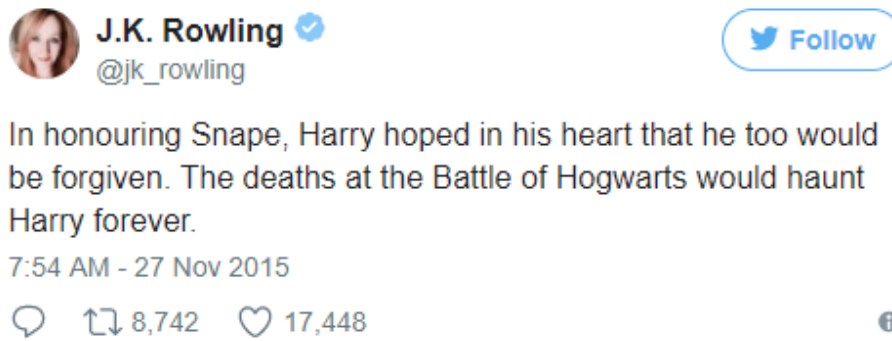 J.K. Rowling
Follow
@jk_rowling
In honouring Snape, Harry hoped in his heart that he too would
be forgiven. The deaths at the Battle of Hogwarts would haunt
Harry forever.
7:54 AM - 27 Nov 2015
8,742 17,448